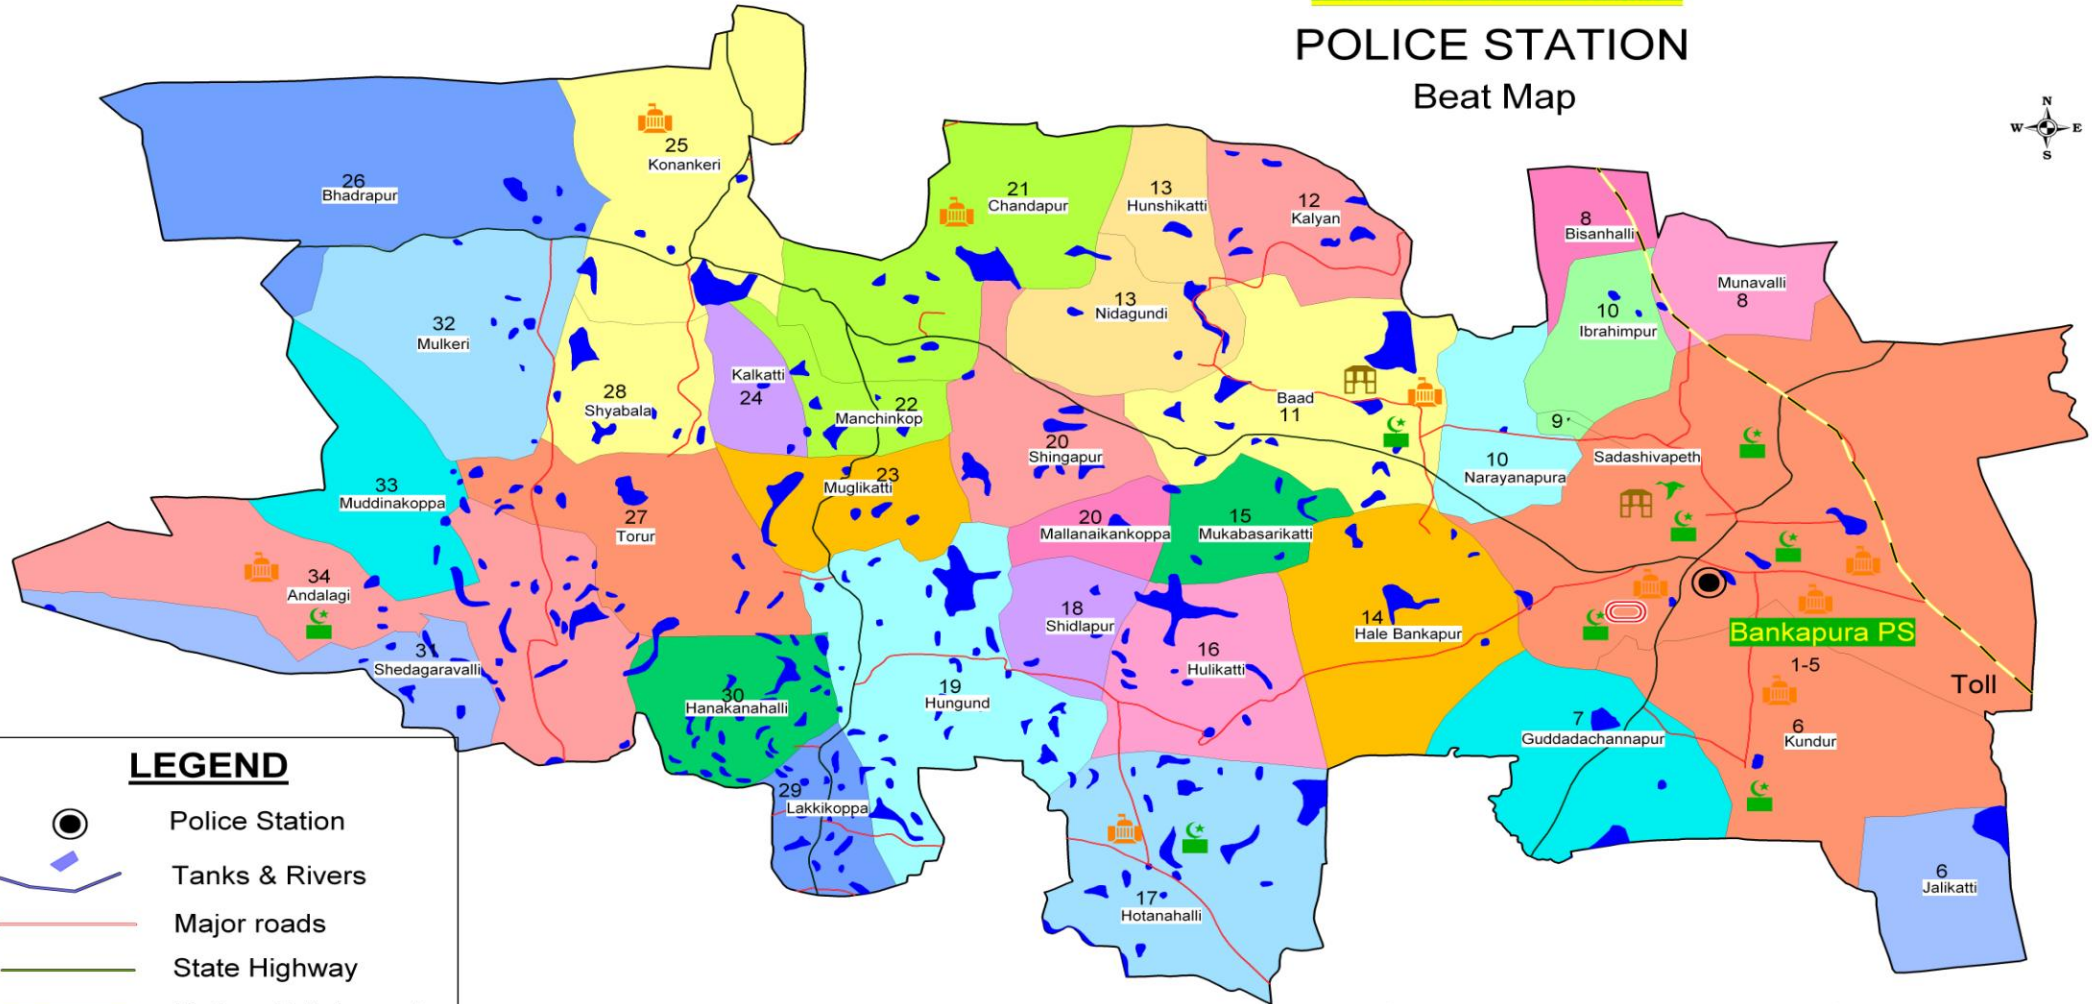 POLICE STATION
Beat Map
N
W E
S
26
Bhadrapur
25
Konankeri
21
Chandapur
13
Hunshikatti
12
Kalyan
8
Bisanhalli
Munavalli
8
32
Mulkeri
13
Nidagundi
10
Ibrahimpur
28
Shyabala
Kalkatti
24
22
Manchinkop
Baad
11
9
20
Shingapur
10
Narayanapura
Sadashivapeth
33
Muddinakoppa
27
Torur
23
Muglikatti
20
Mallanaikankoppa
15
Mukabasarikatti
34
Andalagi
18
Shidlapur
14
Hale Bankapur
Bankapura PS
31
Shedagaravalli
16
Hulikatti
1-5
Toll
30
Hanakanahalli
19
Hungund
7
Guddadachannapur
6
Kundur
29
Lakkikoppa
17
Hotanahalli
6
Jalikatti
LEGEND
Police Station
Tanks & Rivers
Major roads
State Highway